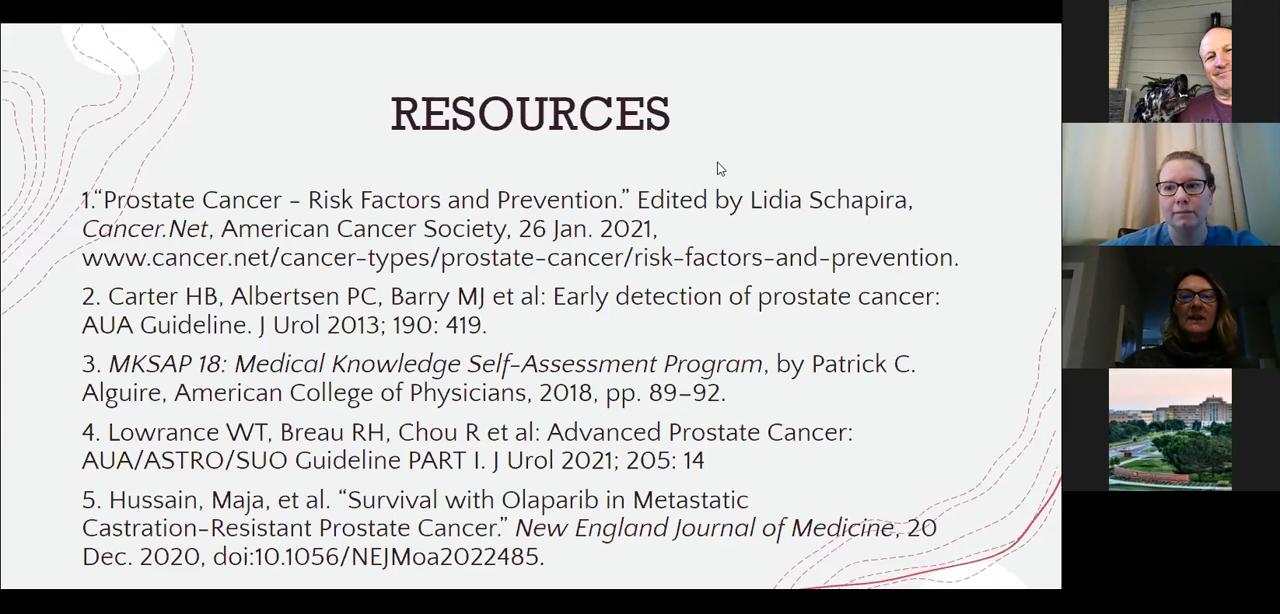 RESOURCES
1.“Prostate Cancer - Risk Factors and Prevention.” Edited by Lidia Schapira,
Cancer.Net, American Cancer Society, 26 Jan. 2021,
www.cancer.net/cancer-types/prostate-cancer/risk-factors-and-prevention.
2. Carter HB, Albertsen PC, Barry MJ et al: Early detection of prostate cancer:
AUA Guideline. J Urol 2013; 190: 419.
3. MKSAP 18: Medical Knowledge Self-Assessment Program, by Patrick C.
Alguire, American College of Physicians, 2018, pp. 89–92.
4. Lowrance WT, Breau RH, Chou R et al: Advanced Prostate Cancer:
AUA/ASTRO/SUO Guideline PART I. J Urol 2021; 205: 14
5. Hussain, Maja, et al. “Survival with Olaparib in Metastatic
Castration-Resistant Prostate Cancer.” New England Journal of Medicine, 20
Dec. 2020, doi:10.1056/NEJMoa2022485.